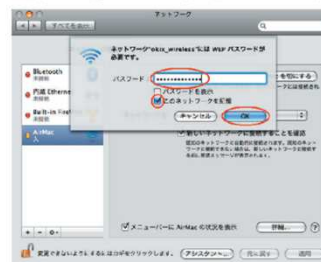 ネットワーク
すべてを表示
ネットワーク"okis_wireless"には WEP パスワードが
必要です。
パスワード:
パスワードを表示
このネットワークを記憶
キャンセル
OK
Bluetooth
未設定
内蔵 Etherne
Built-in Fire
AirMac
入
新しいネットワークに接続することを確認
メニューバーに AirMac の状況を表示
詳細...
?
変更できないようにするにはカギをクリックします。
アシスタント...
元に戻す
適用